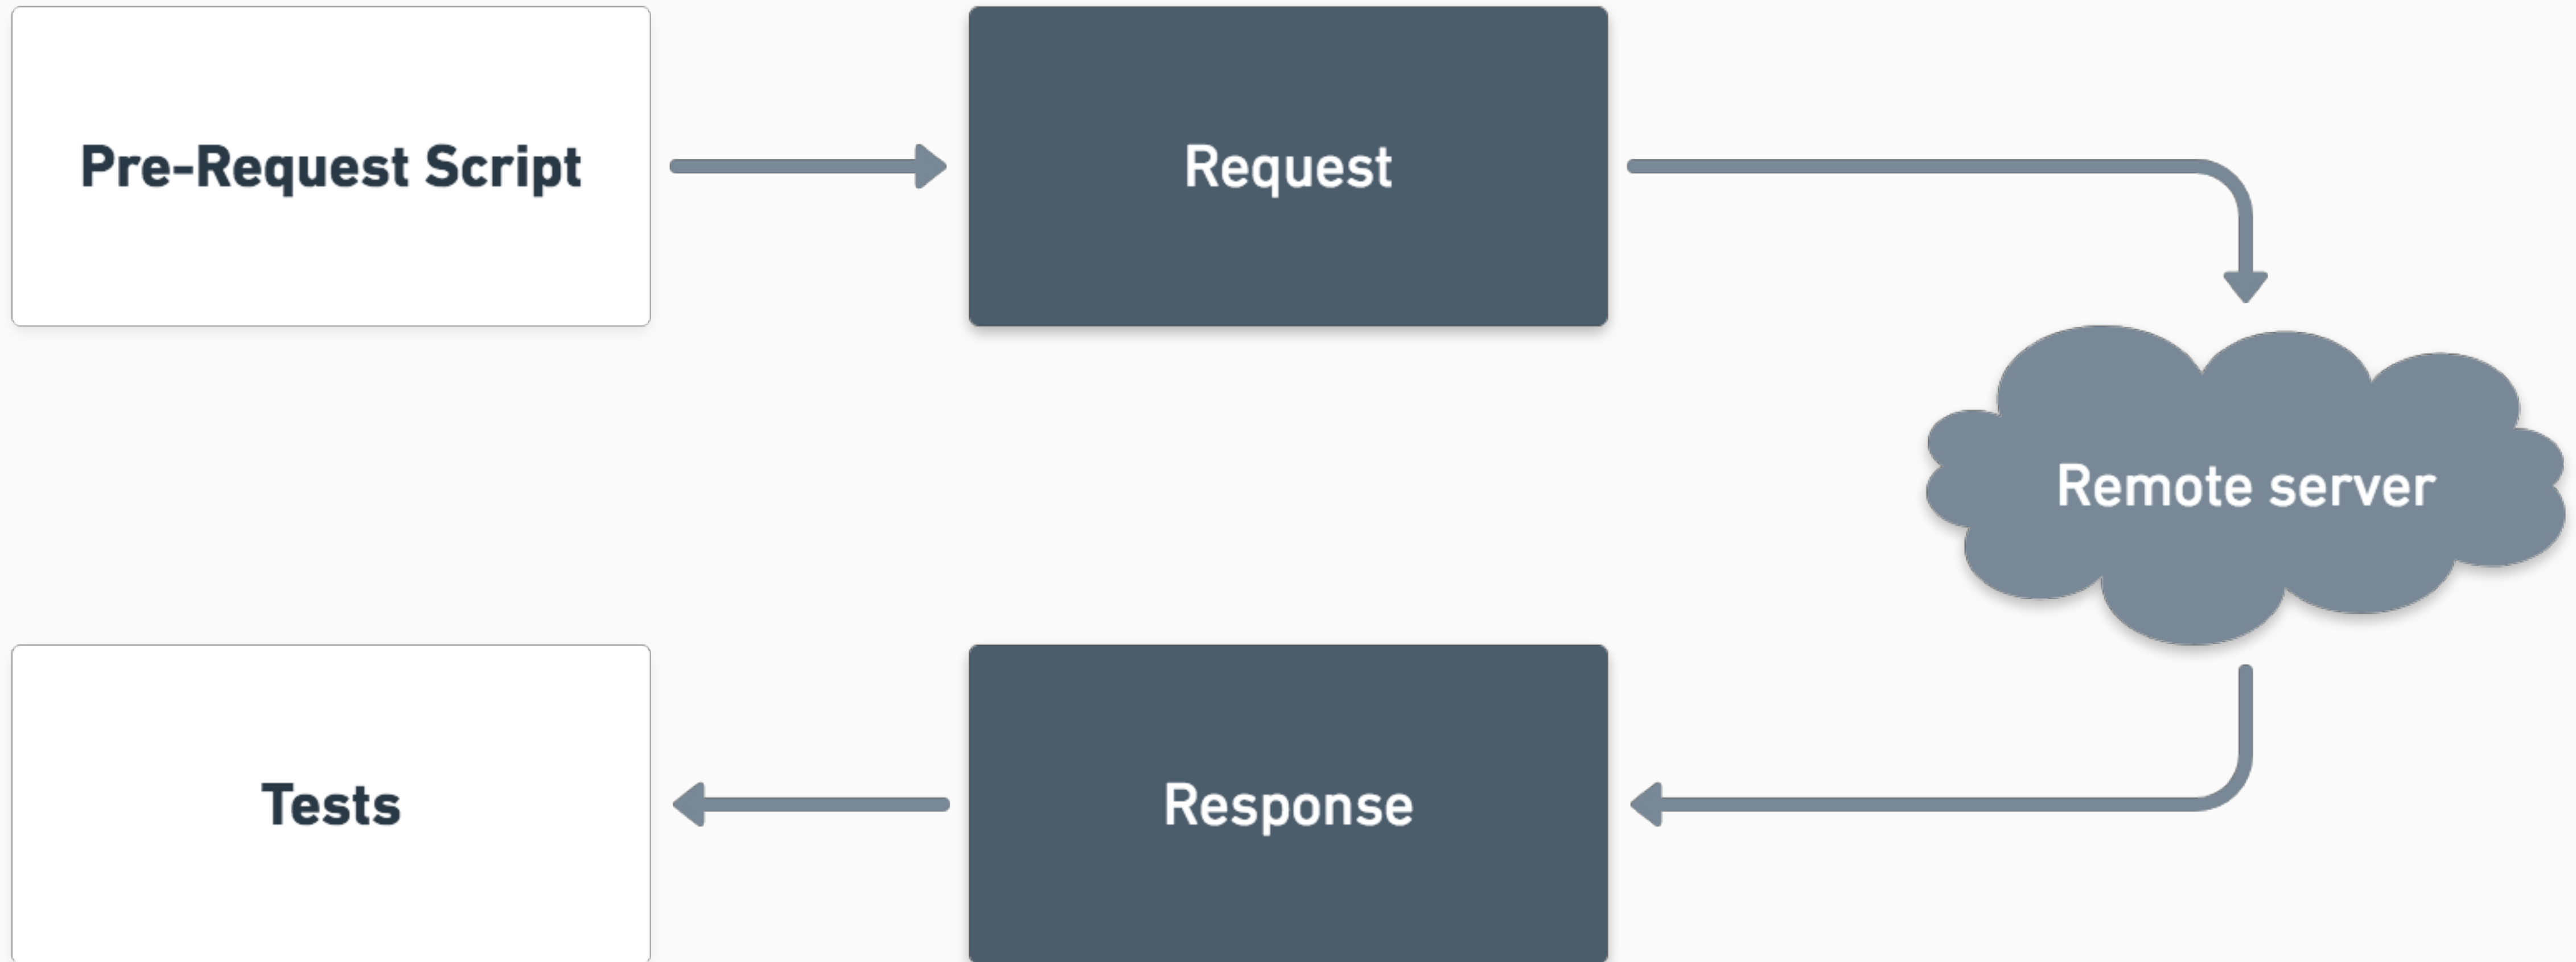 Pre-Request Script
Request
Remote server
Response
Tests